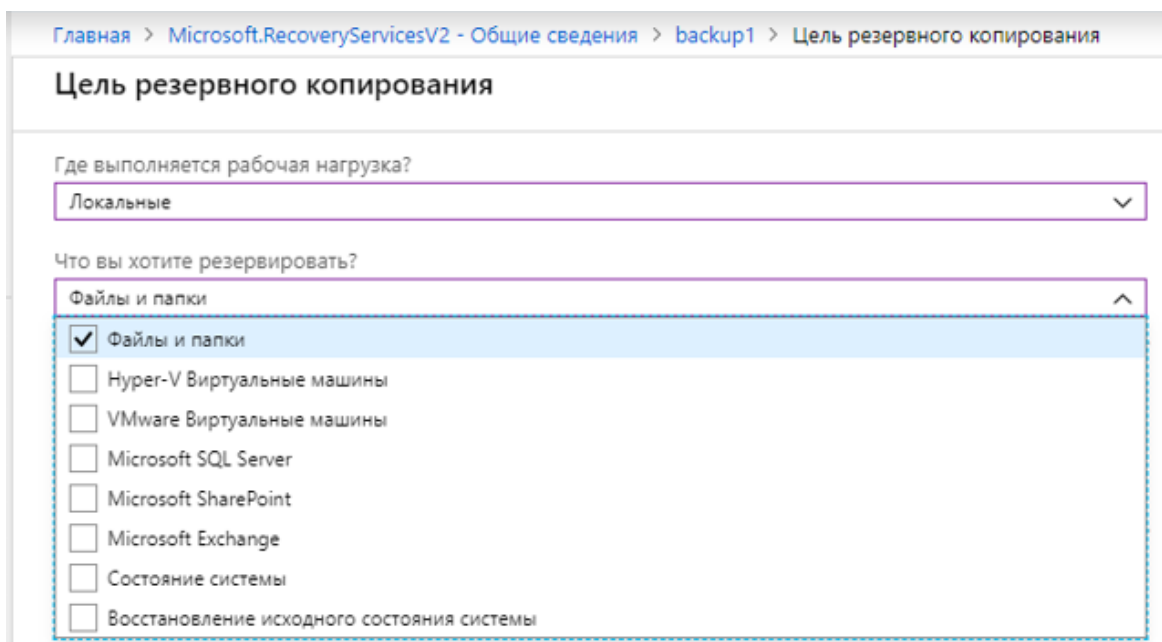 Главная > Microsoft.RecoveryServicesV2 - Общие сведения > backup1 > Цель резервного копирования
Цель резервного копирования
Где выполняется рабочая нагрузка?
Локальные
Что вы хотите резервировать?
Файлы и папки
Файлы и папки
Hyper-V Виртуальные машины
VMware Виртуальные машины
Microsoft SQL Server
Microsoft SharePoint
Microsoft Exchange
Состояние системы
Восстановление исходного состояния системы